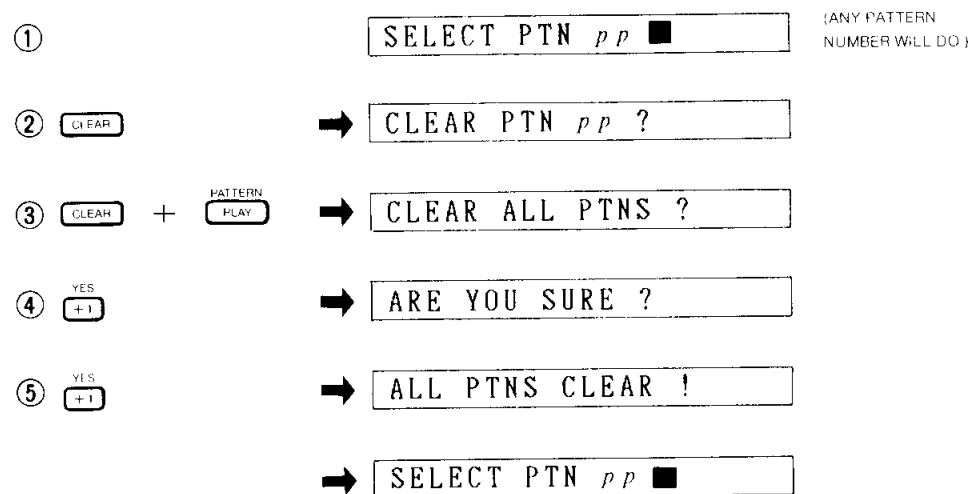 ① SELECT PTN pp ■ (ANY PATTERN
NUMBER WILL DO)
② CLEAR ➡ CLEAR PTN pp ?
PATTERN
③ CLEAR + PLAY ➡ CLEAR ALL PTNS ?
YES
④ +1 ➡ ARE YOU SURE ?
YES
⑤ +1 ➡ ALL PTNS CLEAR !
➡ SELECT PTN pp ■